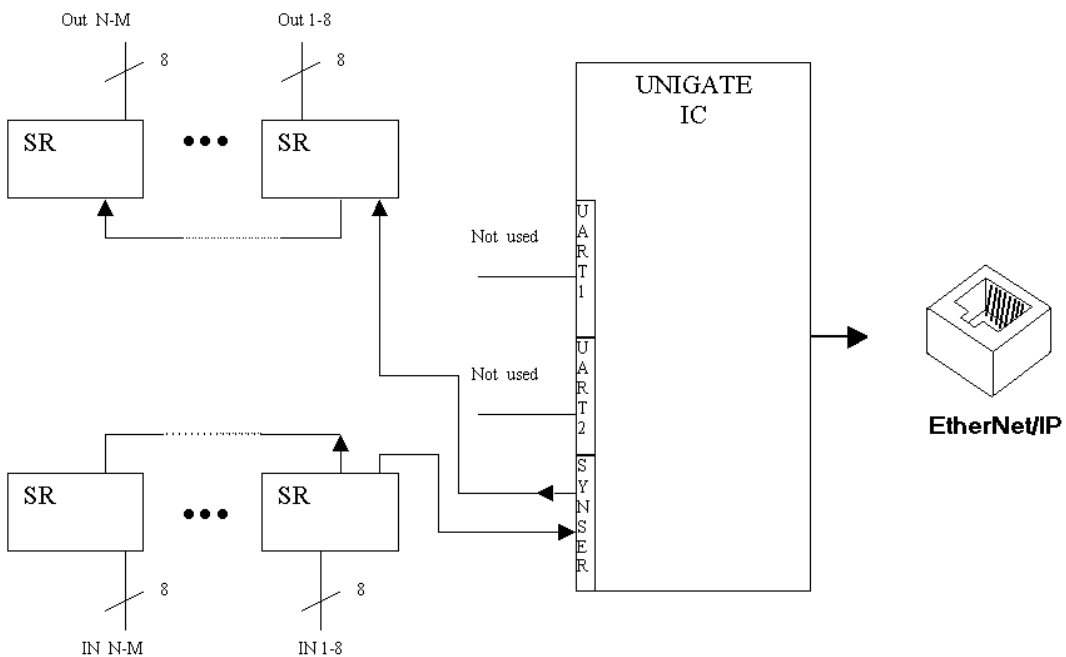 Out N-M
Out 1-8
8
8
UNIGATE
IC
SR
SR
UART1
Not used
UART2
Not used
EtherNet/IP
SYNSER
SR
SR
8
8
IN N-M
IN 1-8